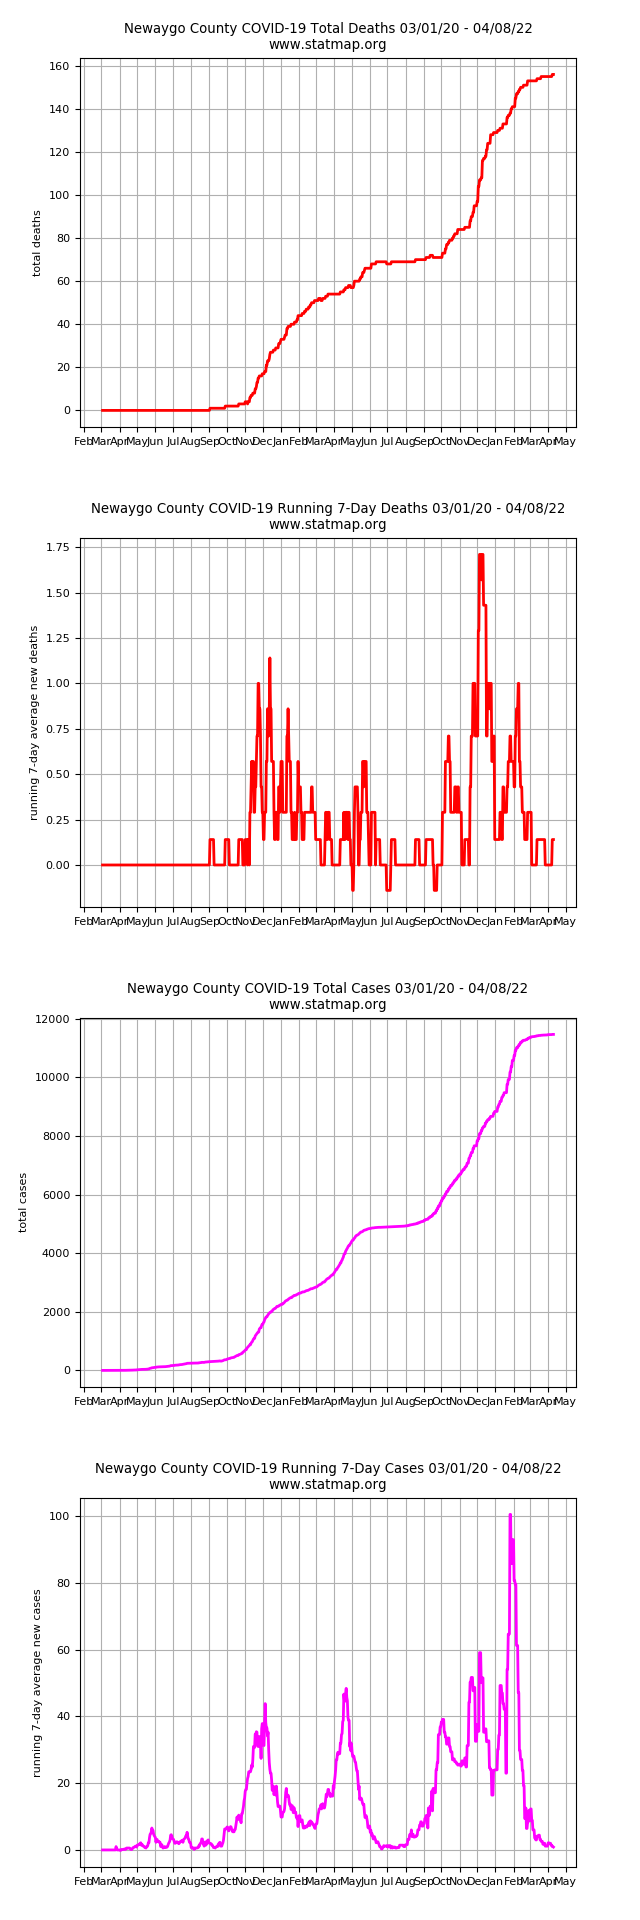 Newaygo County COVID-19 Total Deaths 03/01/20 - 04/08/22
www.statmap.org
160
140
120
100
80
60
40
20
0
total deaths
Feb Mar Apr May Jun Jul Aug Sep Oct Nov Dec Jan Feb Mar Apr May Jun Jul Aug Sep Oct Nov Dec Jan Feb Mar Apr May
Newaygo County COVID-19 Running 7-Day Deaths 03/01/20 - 04/08/22
www.statmap.org
1.75
1.50
1.25
1.00
0.75
0.50
0.25
0.00
running 7-day average new deaths
Feb Mar Apr May Jun Jul Aug Sep Oct Nov Dec Jan Feb Mar Apr May Jun Jul Aug Sep Oct Nov Dec Jan Feb Mar Apr May
Newaygo County COVID-19 Total Cases 03/01/20 - 04/08/22
www.statmap.org
12000
10000
8000
6000
4000
2000
0
total cases
Feb Mar Apr May Jun Jul Aug Sep Oct Nov Dec Jan Feb Mar Apr May Jun Jul Aug Sep Oct Nov Dec Jan Feb Mar Apr May
Newaygo County COVID-19 Running 7-Day Cases 03/01/20 - 04/08/22
www.statmap.org
100
80
60
40
20
0
running 7-day average new cases
Feb Mar Apr May Jun Jul Aug Sep Oct Nov Dec Jan Feb Mar Apr May Jun Jul Aug Sep Oct Nov Dec Jan Feb Mar Apr May